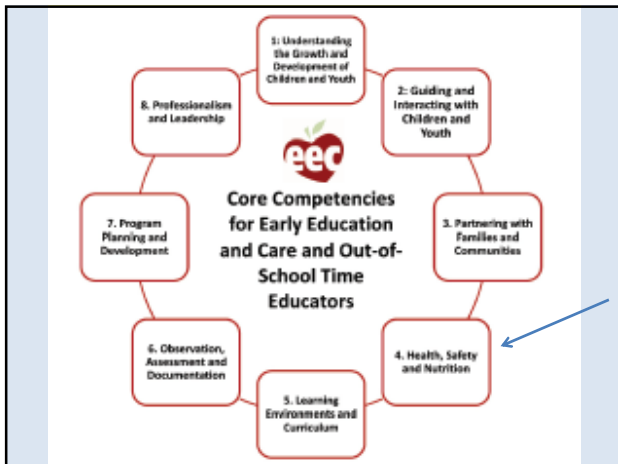 1: Understanding
the Growth and
Development of
Children and Youth
2: Guiding and
Interacting with
Children and
Youth
3. Partnering with
Families and
Communities
4. Health, Safety
and Nutrition
5. Learning
Environments and
Curriculum
6. Observation,
Assessment and
Documentation
7. Program
Planning and
Development
8. Professionalism
and Leadership
eec
Core Competencies
for Early Education
and Care and Out-of-
School Time
Educators